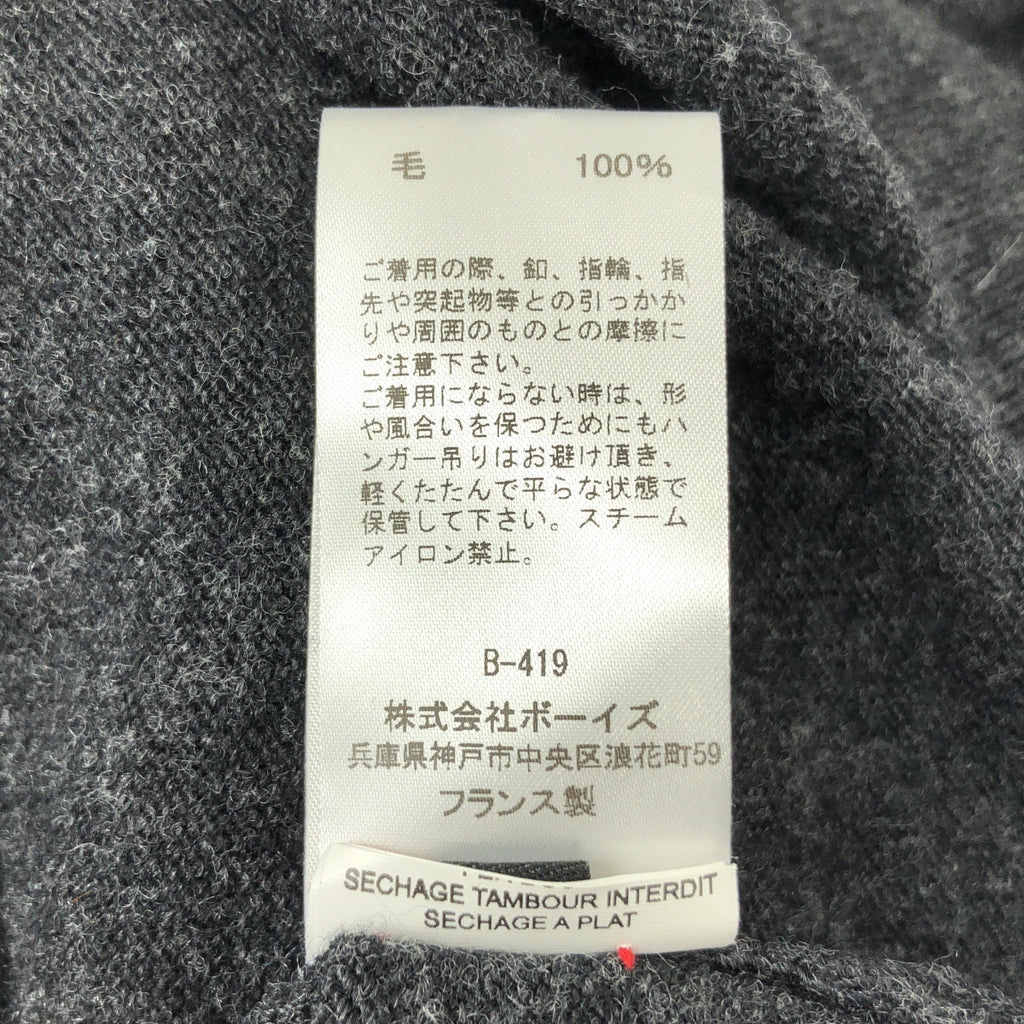 毛 100%
ご着用の際、釦、指輪、指
先や突起物等との引っかか
りや周囲のものとの摩擦に
ご注意下さい。
ご着用にならない時は、形
や風合いを保つためにもハ
ンガー吊りはお避け頂き、
軽くたたんで平らな状態で
保管して下さい。スチーム
アイロン禁止。
B-419
株式会社ボーイズ
兵庫県神戸市中央区浪花町59
フランス製
SECHAGE TAMBOUR INTERDIT
SECHAGE A PLAT